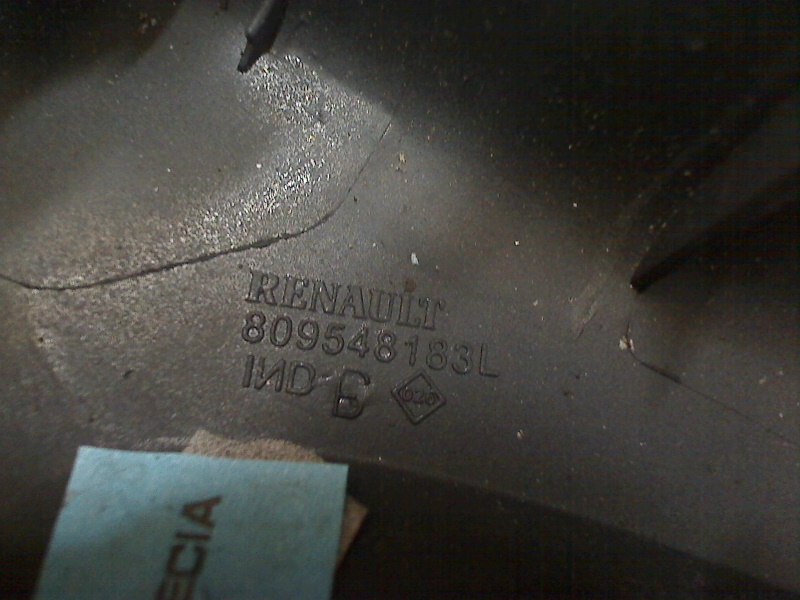 RENAULT
809548183L
IND
ECIA